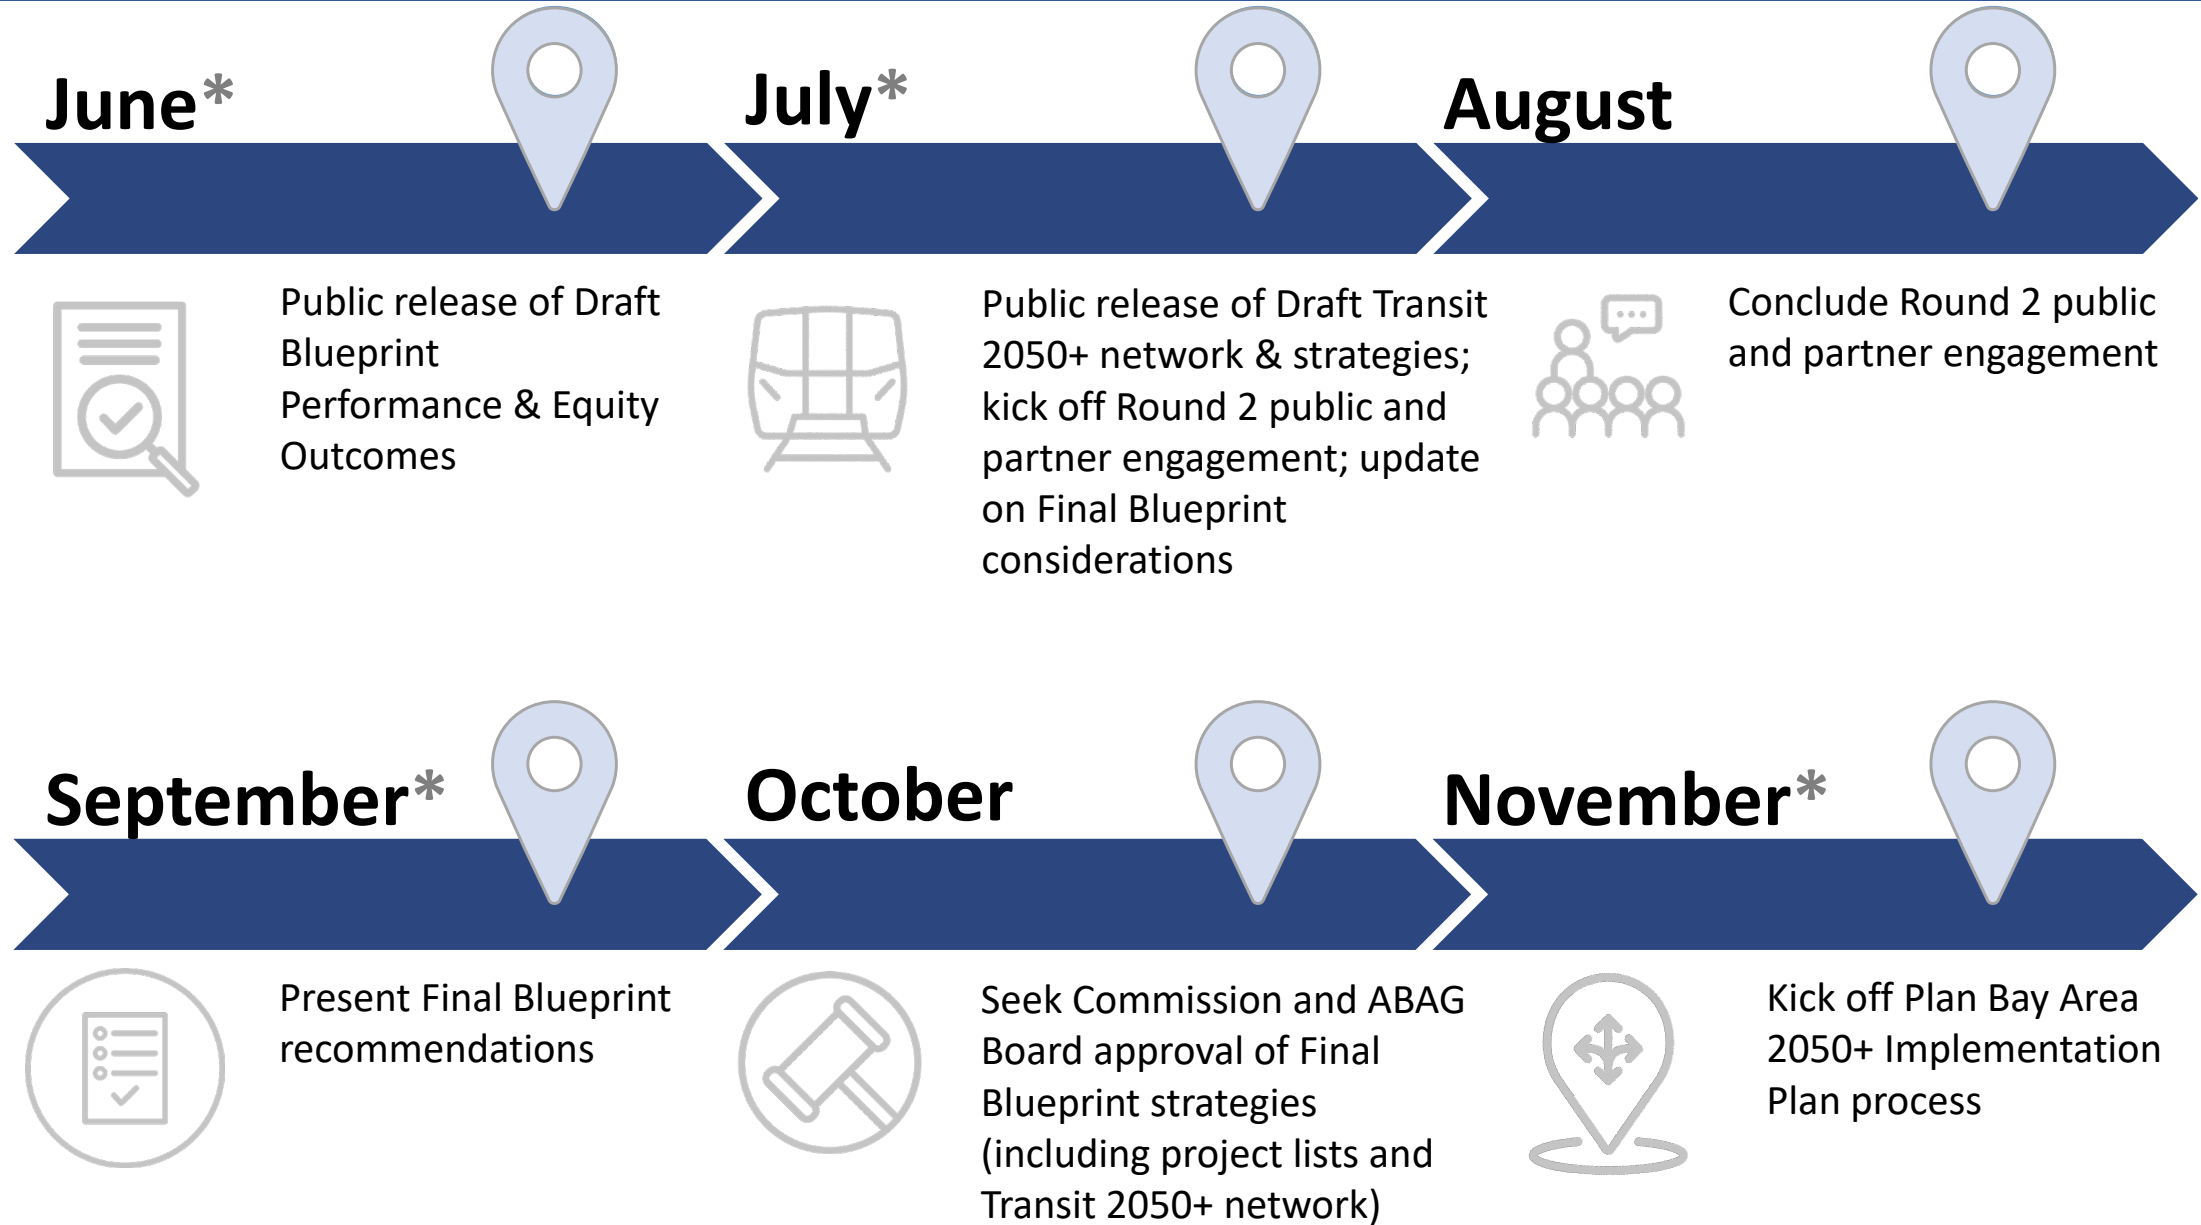 June*
Public release of Draft
Blueprint
Performance & Equity
Outcomes
July*
Public release of Draft Transit
2050+ network & strategies;
kick off Round 2 public and
partner engagement; update
on Final Blueprint
considerations
August
Conclude Round 2 public
and partner engagement
September*
Present Final Blueprint
recommendations
October
Seek Commission and ABAG
Board approval of Final
Blueprint strategies
(including project lists and
Transit 2050+ network)
November*
Kick off Plan Bay Area
2050+ Implementation
Plan process